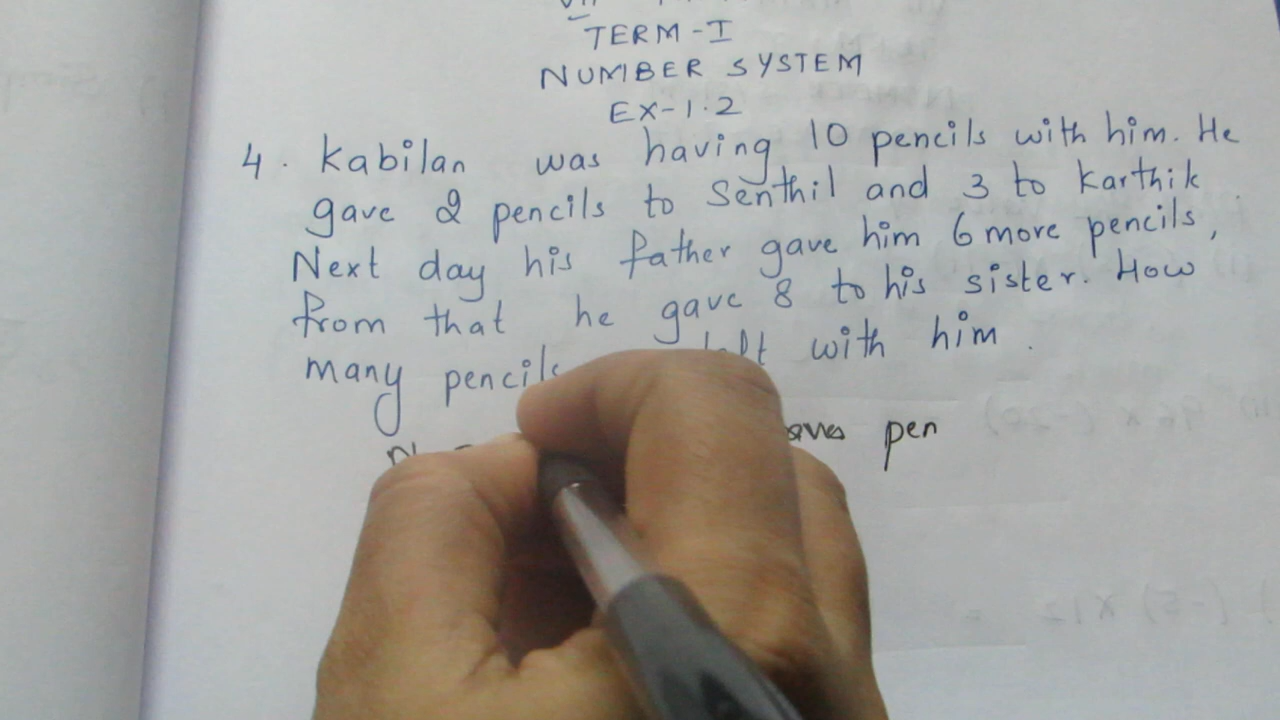 TERM-I
NUMBER SYSTEM
EX-1.2
4. Kabilan was having 10 pencils with him. He
gave 2 pencils to Senthil and 3 to Karthik
Next day his father gave him 6 more pencils,
from that he gave 8 to his sister. How
many pencils left with him.
pen